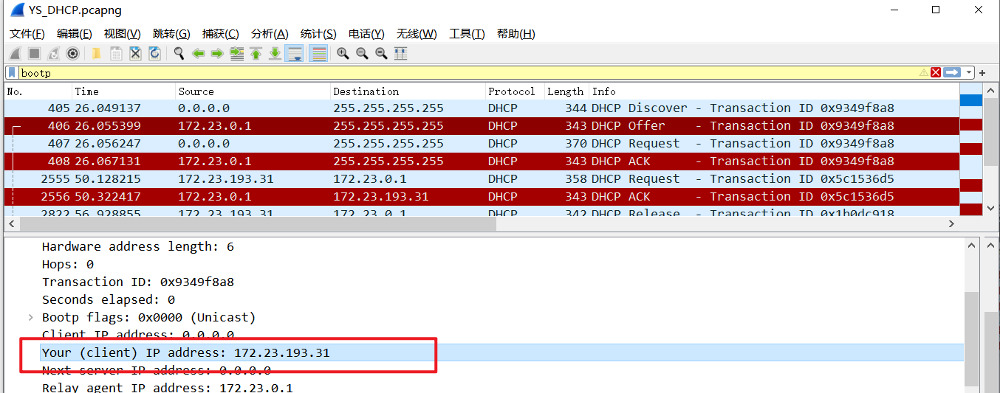 YS_DHCP.pcapng
文件(F) 编辑(E) 视图(V) 跳转(G) 捕获(C) 分析(A) 统计(S) 电话(Y) 无线(W) 工具(T) 帮助(H)
bootp
No. Time Source Destination Protocol Length Info
405 26.049137 0.0.0.0 255.255.255.255 DHCP 344 DHCP Discover - Transaction ID 0x9349f8a8
406 26.055399 172.23.0.1 255.255.255.255 DHCP 343 DHCP Offer - Transaction ID 0x9349f8a8
407 26.056247 0.0.0.0 255.255.255.255 DHCP 370 DHCP Request - Transaction ID 0x9349f8a8
408 26.067131 172.23.0.1 255.255.255.255 DHCP 343 DHCP ACK - Transaction ID 0x9349f8a8
2555 50.128215 172.23.193.31 172.23.0.1 DHCP 358 DHCP Request - Transaction ID 0x5c1536d5
2556 50.322417 172.23.0.1 172.23.193.31 DHCP 343 DHCP ACK - Transaction ID 0x5c1536d5
2822 56.928855 172.23.193.31 172.23.0.1 DHCP 342 DHCP Release - Transaction ID 0x1b0dc918
Hardware address length: 6
Hops: 0
Transaction ID: 0x9349f8a8
Seconds elapsed: 0
Bootp flags: 0x0000 (Unicast)
Client IP address: 0.0.0.0
Your (client) IP address: 172.23.193.31
Next server IP address: 0.0.0.0
Relay agent IP address: 172.23.0.1